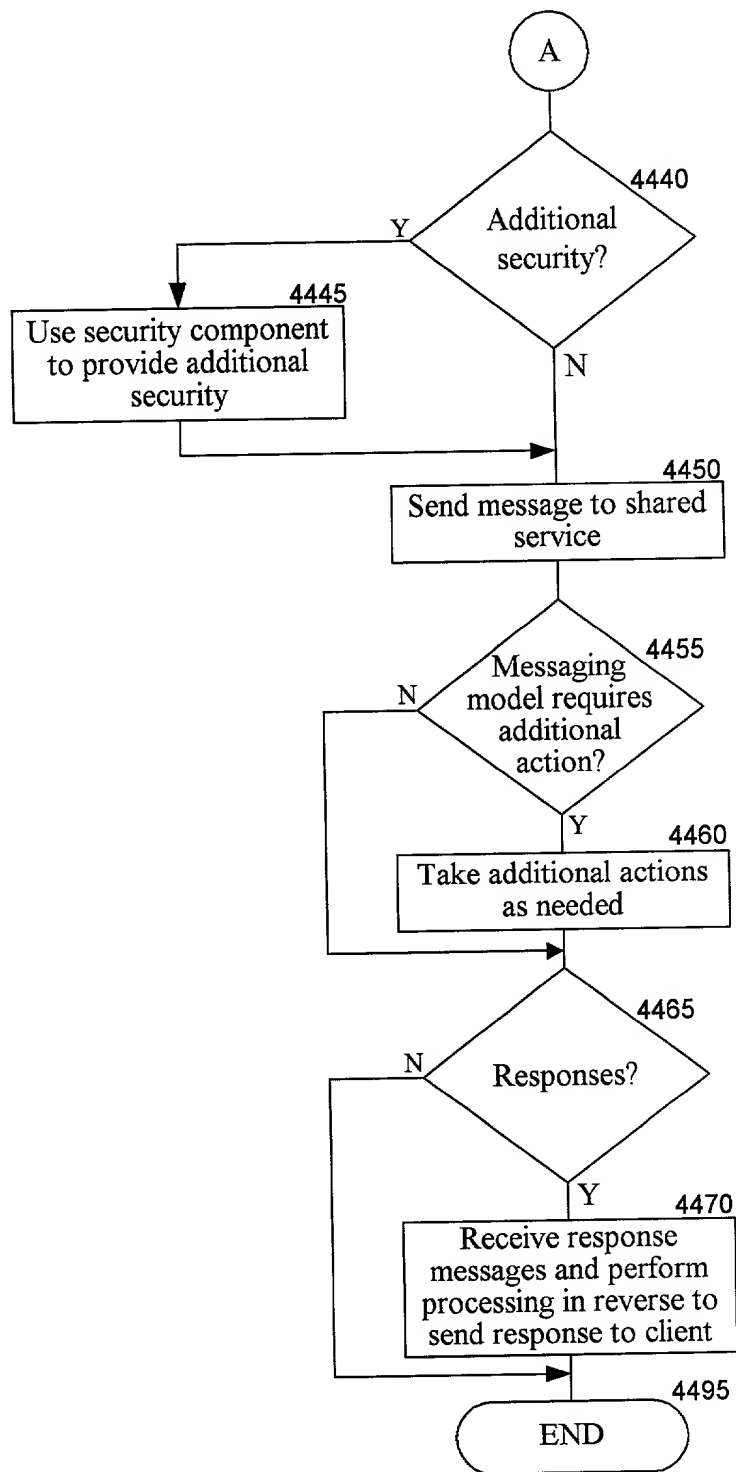 A
4440
Additional
security?
Y
N
4445
Use security component
to provide additional
security
4450
Send message to shared
service
4455
Messaging
model requires
additional
action?
N
Y
4460
Take additional actions
as needed
4465
Responses?
N
Y
4470
Receive response
messages and perform
processing in reverse to
send response to client
4495
END